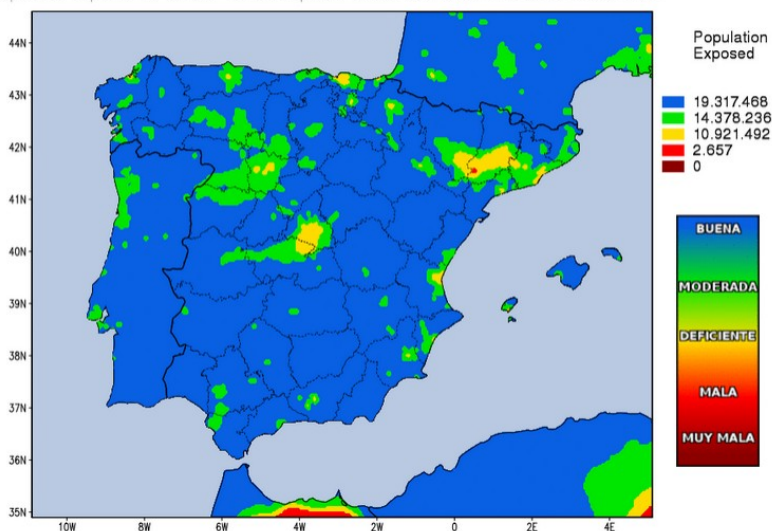 44N
43N
42N
41N
40N
39N
38N
37N
36N
35N
10W
8W
6W
4W
2W
0
2E
4E
Population
Exposed
19.317.468
14.378.236
10.921.492
2.657
0
BUENA
MODERADA
DEFICIENTE
MALA
MUY MALA